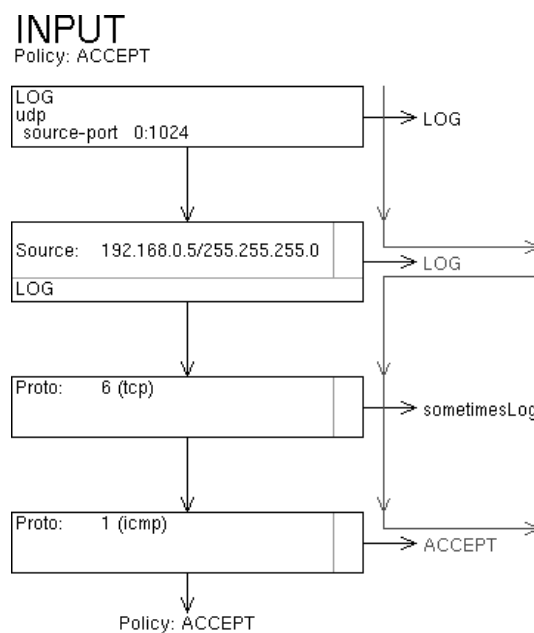 INPUT
Policy: ACCEPT
LOG
udp
source-port 0:1024
LOG
Source: 192.168.0.5/255.255.255.0
LOG
LOG
Proto: 6 (tcp)
sometimesLog
Proto: 1 (icmp)
ACCEPT
Policy: ACCEPT